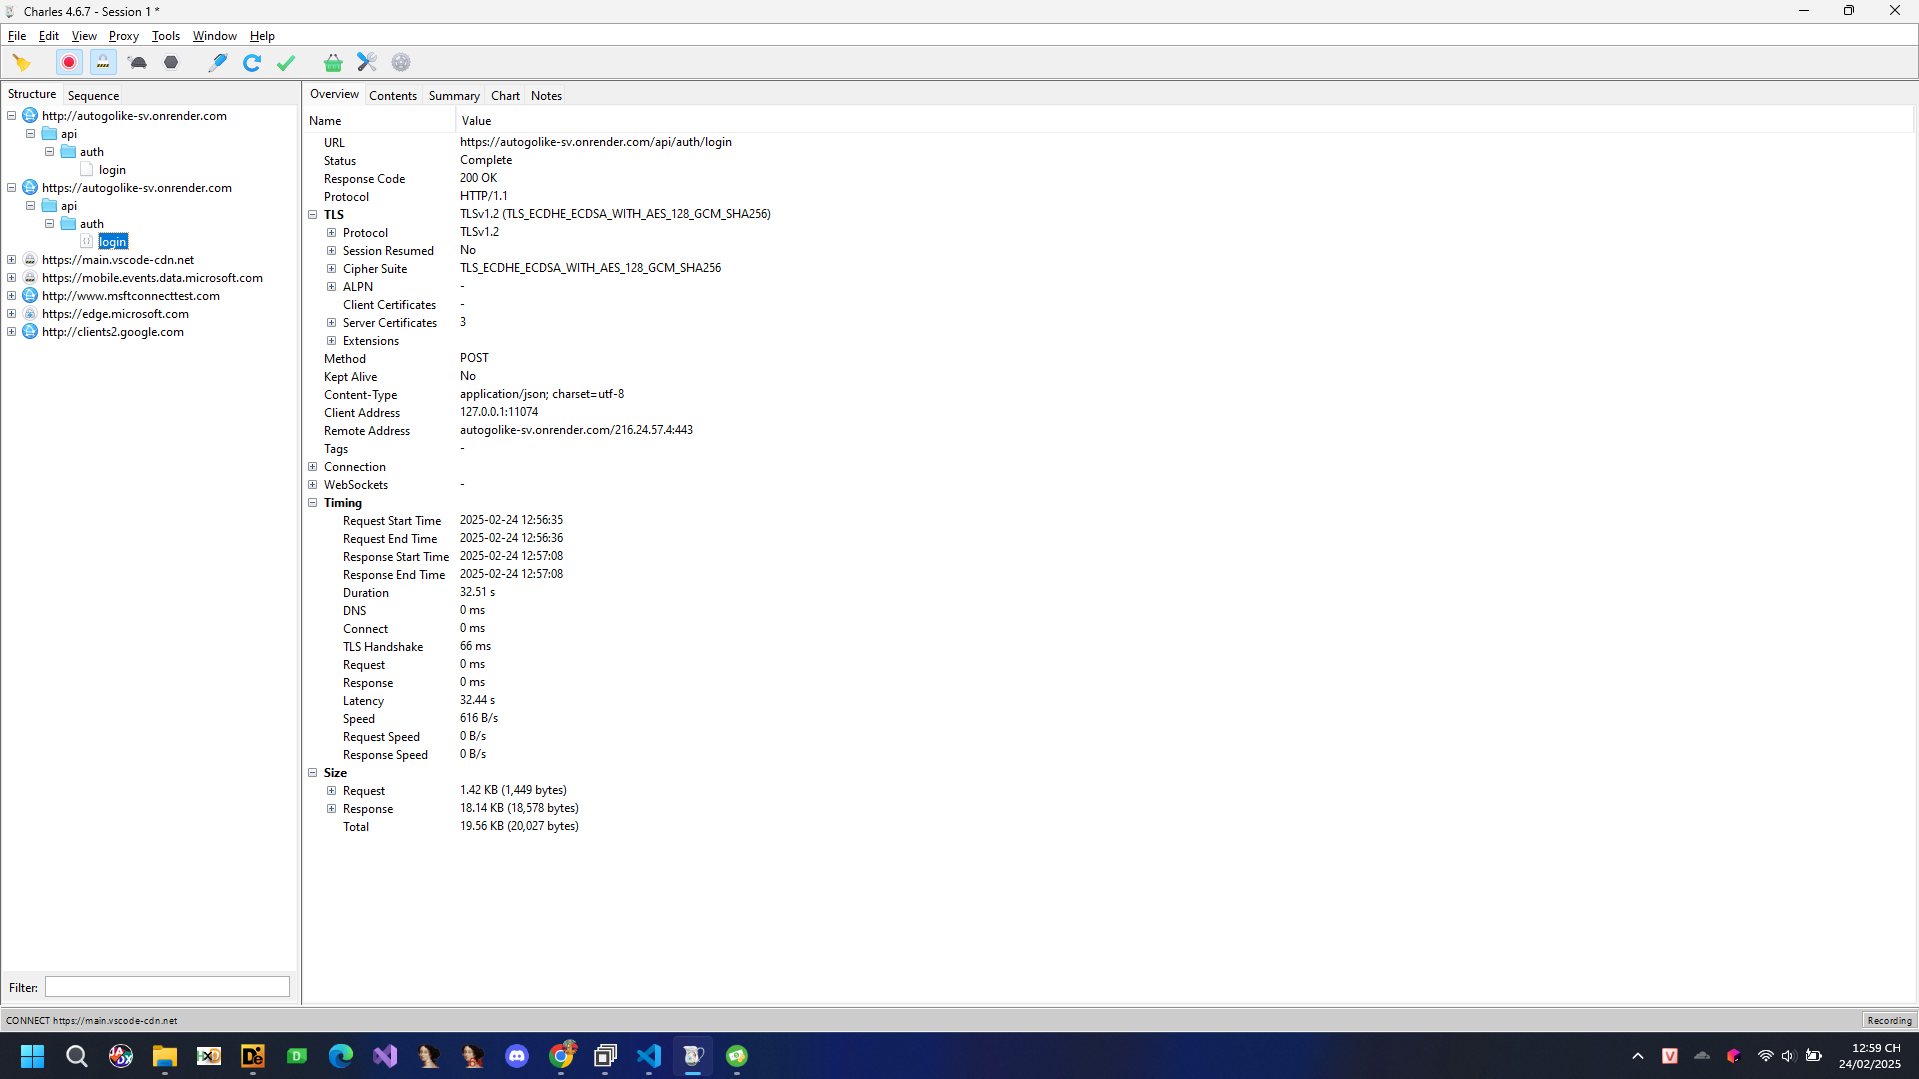 Charles 4.6.7 - Session 1 *
File Edit View Proxy Tools Window Help
Structure Sequence
http://autogolike-sv.onrender.com
api
auth
login
https://autogolike-sv.onrender.com
api
auth
login
https://main.vscode-cdn.net
https://mobile.events.data.microsoft.com
http://www.msftconnecttest.com
https://edge.microsoft.com
http://clients2.google.com
Filter:
Overview Contents Summary Chart Notes
Name Value
URL https://autogolike-sv.onrender.com/api/auth/login
Status Complete
Response Code 200 OK
Protocol HTTP/1.1
TLS TLSv1.2 (TLS_ECDHE_ECDSA_WITH_AES_128_GCM_SHA256)
Protocol TLSv1.2
Session Resumed No
Cipher Suite TLS_ECDHE_ECDSA_WITH_AES_128_GCM_SHA256
ALPN -
Client Certificates -
Server Certificates 3
Extensions
Method POST
Kept Alive No
Content-Type application/json; charset=utf-8
Client Address 127.0.0.1:11074
Remote Address autogolike-sv.onrender.com/216.24.57.4:443
Tags -
Connection
WebSockets -
Timing
Request Start Time 2025-02-24 12:56:35
Request End Time 2025-02-24 12:56:36
Response Start Time 2025-02-24 12:57:08
Response End Time 2025-02-24 12:57:08
Duration 32.51 s
DNS 0 ms
Connect 0 ms
TLS Handshake 66 ms
Request 0 ms
Response 0 ms
Latency 32.44 s
Speed 616 B/s
Request Speed 0 B/s
Response Speed 0 B/s
Size
Request 1.42 KB (1,449 bytes)
Response 18.14 KB (18,578 bytes)
Total 19.56 KB (20,027 bytes)
CONNECT https://main.vscode-cdn.net
Recording
12:59 CH
24/02/2025